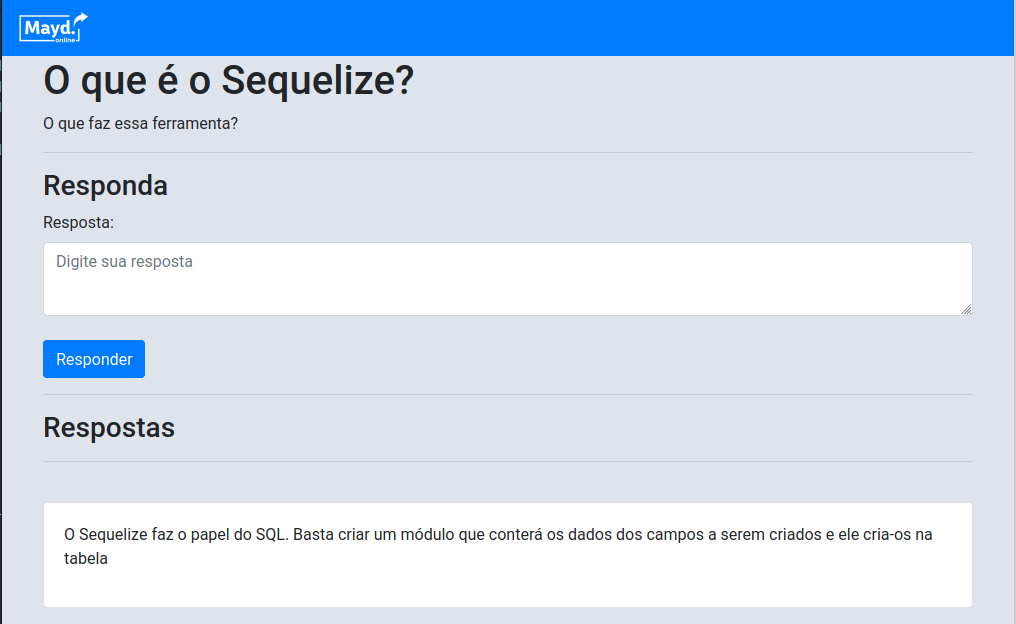 Mayd.
online
O que é o Sequelize?
O que faz essa ferramenta?
Responda
Resposta:
Digite sua resposta
Responder
Respostas
O Sequelize faz o papel do SQL. Basta criar um módulo que conterá os dados dos campos a serem criados e ele cria-os na
tabela